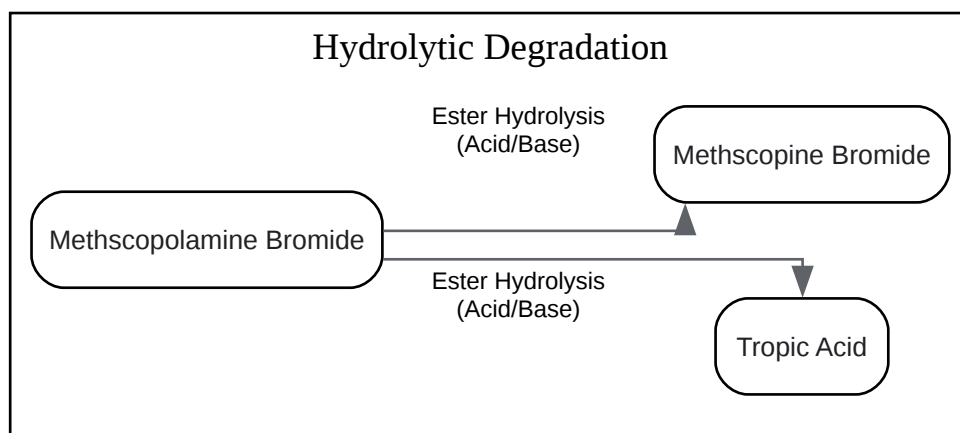 Hydrolytic Degradation
Ester Hydrolysis
(Acid/Base)
Methscopine Bromide
Methscopolamine Bromide
Ester Hydrolysis
(Acid/Base)
Tropic Acid